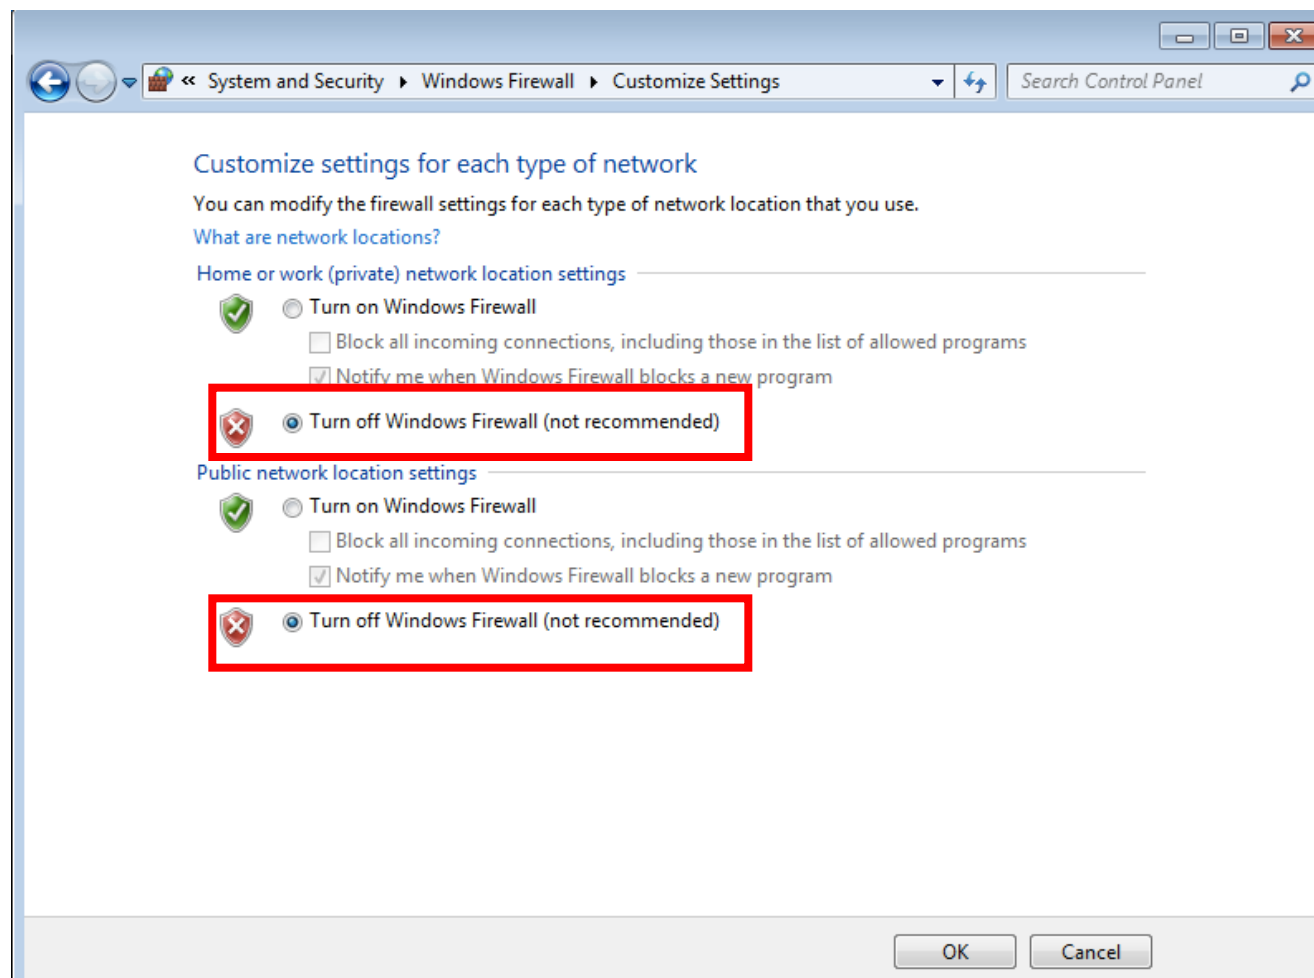 « System and Security ▸ Windows Firewall ▸ Customize Settings
Search Control Panel
Customize settings for each type of network
You can modify the firewall settings for each type of network location that you use.
What are network locations?
Home or work (private) network location settings
Turn on Windows Firewall
Block all incoming connections, including those in the list of allowed programs
Notify me when Windows Firewall blocks a new program
Turn off Windows Firewall (not recommended)
Public network location settings
Turn on Windows Firewall
Block all incoming connections, including those in the list of allowed programs
Notify me when Windows Firewall blocks a new program
Turn off Windows Firewall (not recommended)
OK
Cancel